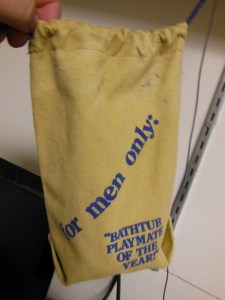 for men only:
"BATHTUB
PLAYMATE
OF THE
YEAR!"